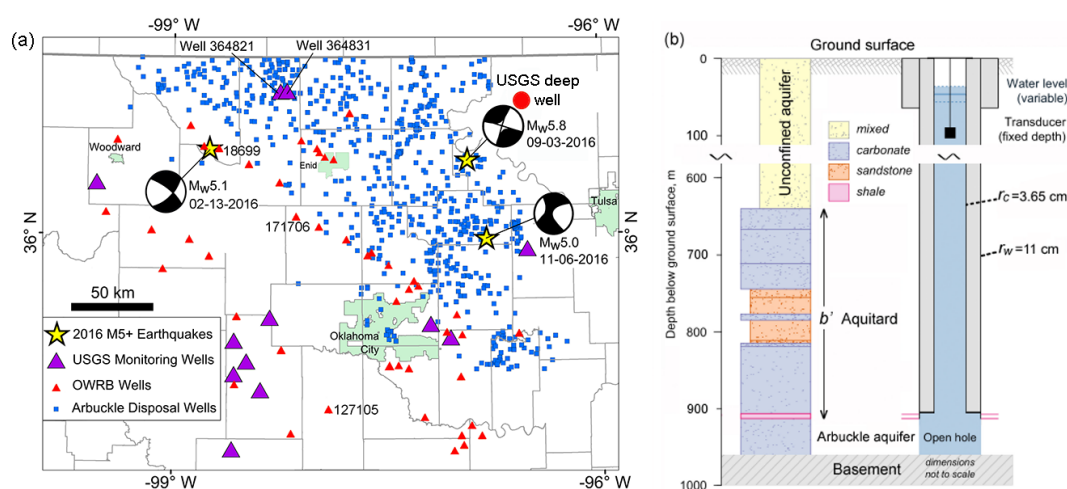 (a)
-99° W
-96° W
Well 364821
Well 364831
USGS deep
well
Mw5.8
09-03-2016
Woodward
18699
Enid
Mw5.1
02-13-2016
Tulsa
36° N
36° N
171706
Mw5.0
11-06-2016
50 km
2016 M5+ Earthquakes
USGS Monitoring Wells
OWRB Wells
Arbuckle Disposal Wells
Oklahoma
City
127105
-99° W
-96° W
(b)
Ground surface
0
100
600
700
800
900
1000
Depth below ground surface, m
Unconfined aquifer
mixed
carbonate
sandstone
shale
Water level
(variable)
Transducer
(fixed depth)
rC=3.65 cm
rw=11 cm
b' Aquitard
Arbuckle aquifer
Open hole
Basement
dimensions
not to scale